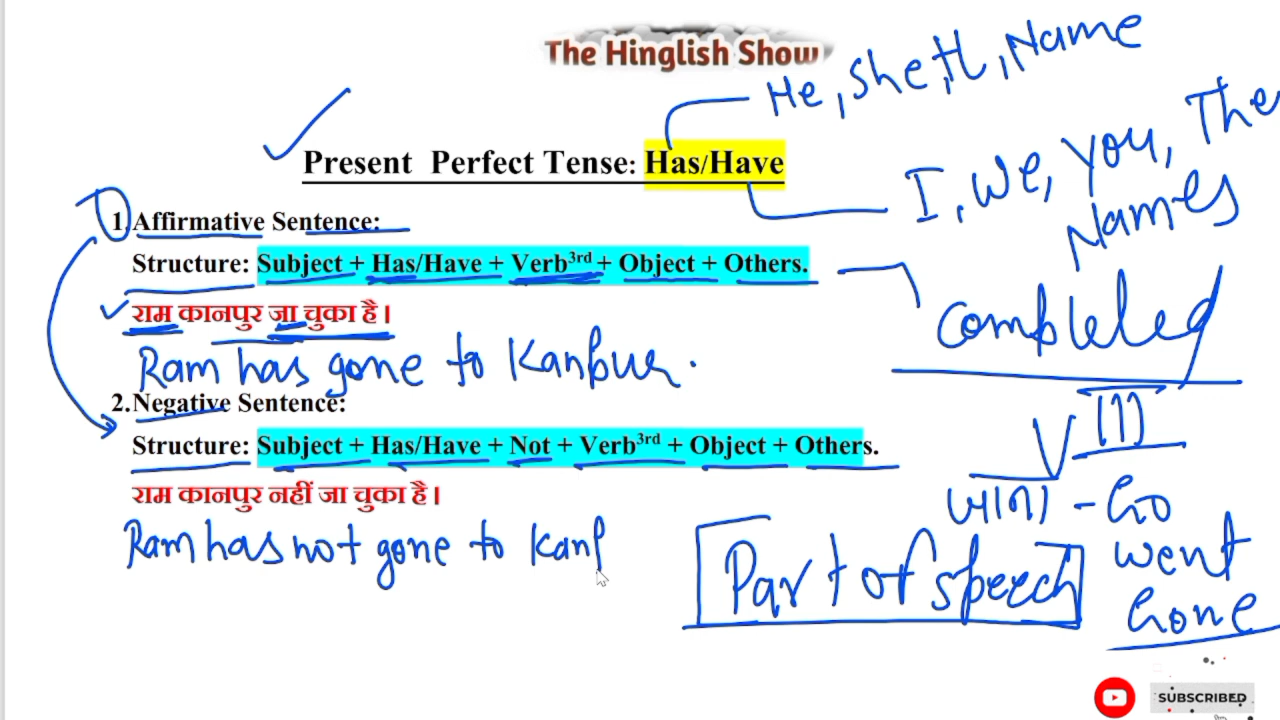 The Hinglish Show
He, She, It, Name
Present Perfect Tense: Has/Have
I, We, You, The
Names
1. Affirmative Sentence:
Structure: Subject + Has/Have + Verb3rd + Object + Others.
completed
राम कानपुर जा चुका है।
Ram has gone to Kanpur.
2. Negative Sentence:
Structure: Subject + Has/Have + Not + Verb3rd + Object + Others.
V III
राम कानपुर नहीं जा चुका है।
जाना - Go
went
Gone
Ram has not gone to Kanp
Part of speech
SUBSCRIBED